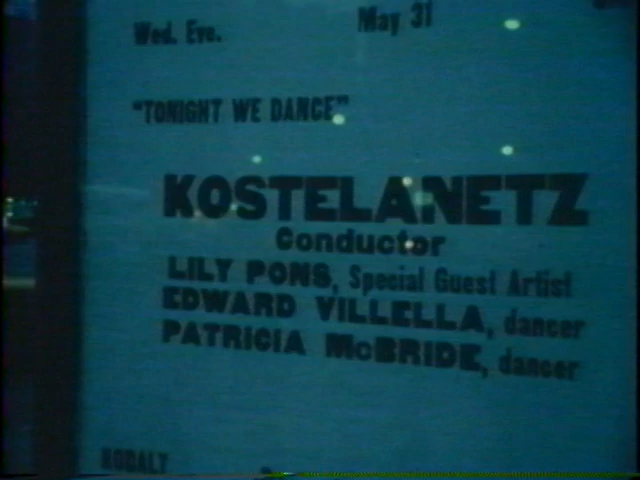 Wed. Eve. May 31
"TONIGHT WE DANCE"
KOSTELANETZ
Conductor
LILY PONS, Special Guest Artist
EDWARD VILLELLA, dancer
PATRICIA McBRIDE, dancer
KODALY